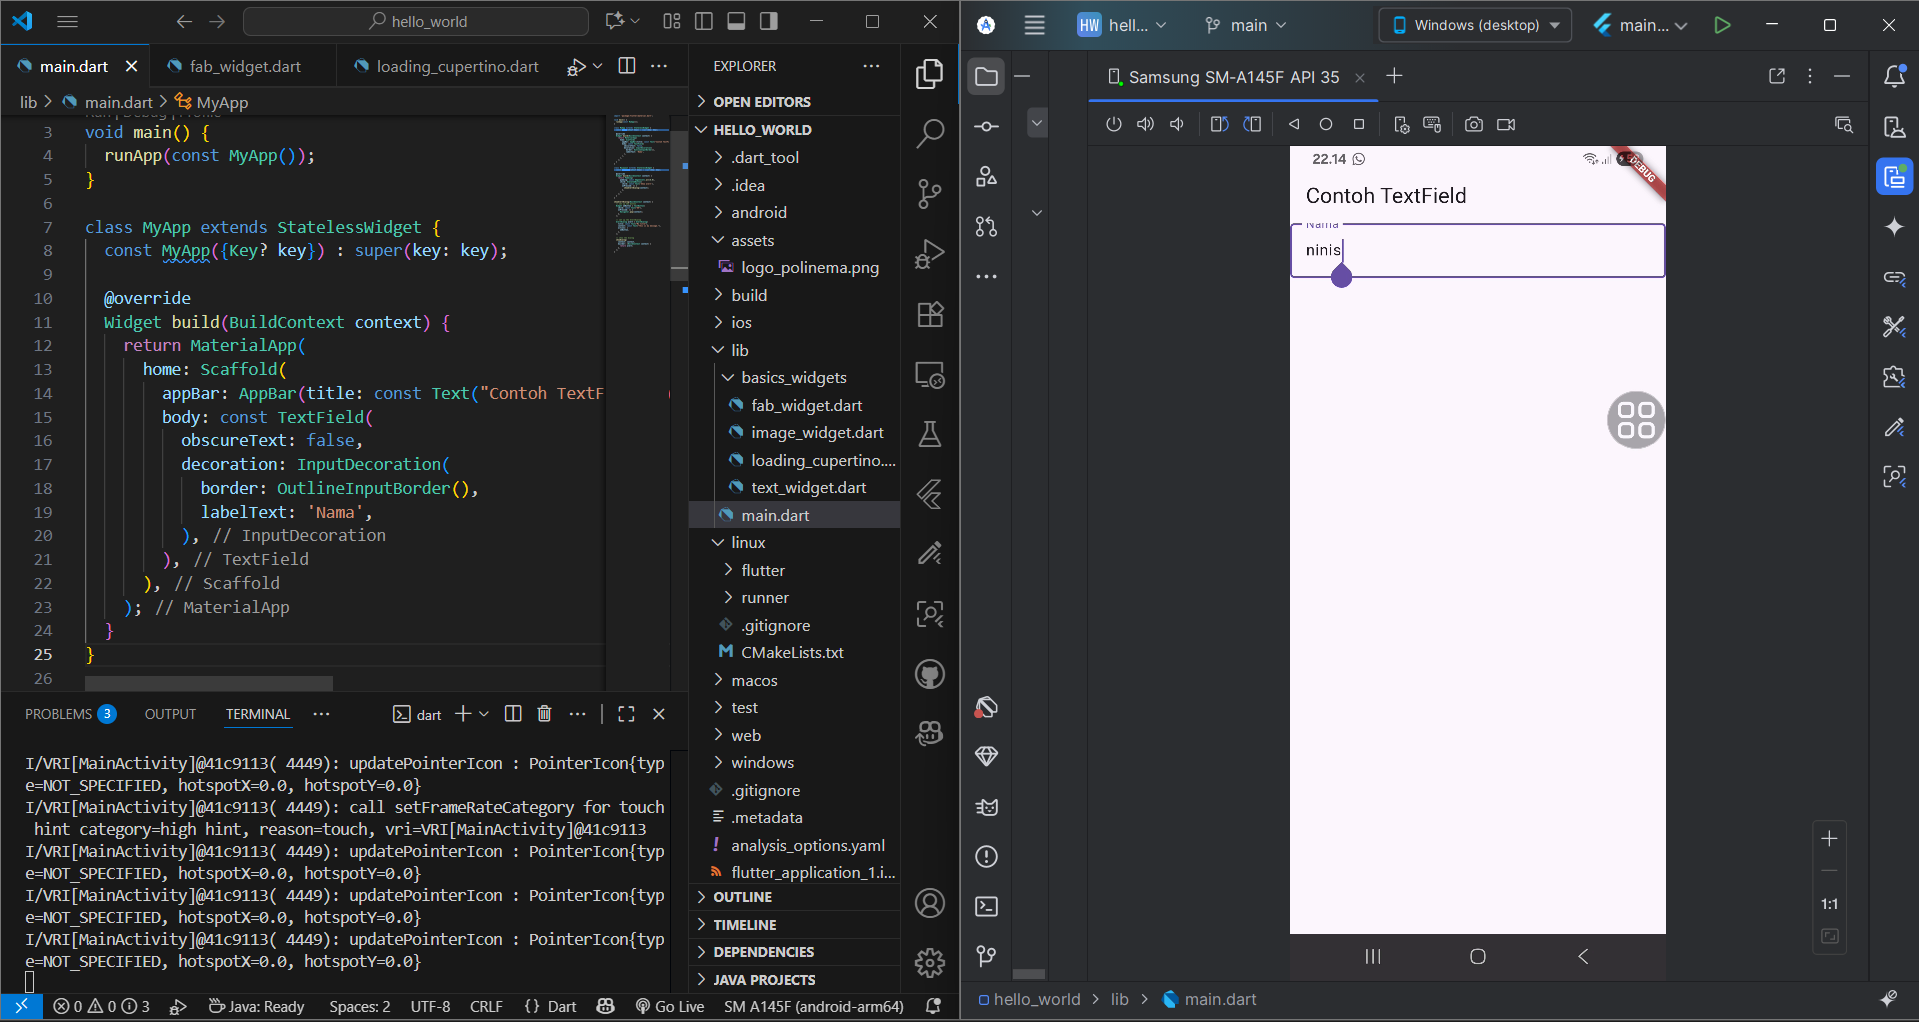 hello_world
main.dart
fab_widget.dart
loading_cupertino.dart
lib > main.dart > MyApp
3 void main() {
4 runApp(const MyApp());
5 }
6
7 class MyApp extends StatelessWidget {
8 const MyApp({Key? key}) : super(key: key);
9
10 @override
11 Widget build(BuildContext context) {
12 return MaterialApp(
13 home: Scaffold(
14 appBar: AppBar(title: const Text("Contoh TextF
15 body: const TextField(
16 obscureText: false,
17 decoration: InputDecoration(
18 border: OutlineInputBorder(),
19 labelText: 'Nama',
20 ), // InputDecoration
21 ), // TextField
22 ), // Scaffold
23 ); // MaterialApp
24 }
25 }
26
PROBLEMS 3
OUTPUT
TERMINAL
dart
I/VRI[MainActivity]@41c9113( 4449): updatePointerIcon : PointerIcon{typ
e=NOT_SPECIFIED, hotspotX=0.0, hotspotY=0.0}
I/VRI[MainActivity]@41c9113( 4449): call setFrameRateCategory for touch
hint category=high hint, reason=touch, vri=VRI[MainActivity]@41c9113
I/VRI[MainActivity]@41c9113( 4449): updatePointerIcon : PointerIcon{typ
e=NOT_SPECIFIED, hotspotX=0.0, hotspotY=0.0}
I/VRI[MainActivity]@41c9113( 4449): updatePointerIcon : PointerIcon{typ
e=NOT_SPECIFIED, hotspotX=0.0, hotspotY=0.0}
I/VRI[MainActivity]@41c9113( 4449): updatePointerIcon : PointerIcon{typ
e=NOT_SPECIFIED, hotspotX=0.0, hotspotY=0.0}
EXPLORER
OPEN EDITORS
HELLO_WORLD
.dart_tool
.idea
android
assets
logo_polinema.png
build
ios
lib
basics_widgets
fab_widget.dart
image_widget.dart
loading_cupertino....
text_widget.dart
main.dart
linux
flutter
runner
.gitignore
CMakeLists.txt
macos
test
web
windows
.gitignore
.metadata
analysis_options.yaml
flutter_application_1.i...
OUTLINE
TIMELINE
DEPENDENCIES
JAVA PROJECTS
0 0 3 Java: Ready Spaces: 2 UTF-8 CRLF {} Dart Go Live SM A145F (android-arm64)
HW hell... main Windows (desktop) main...
Samsung SM-A145F API 35
22.14
DEBUG
Contoh TextField
Nama
ninis
1:1
hello_world > lib > main.dart